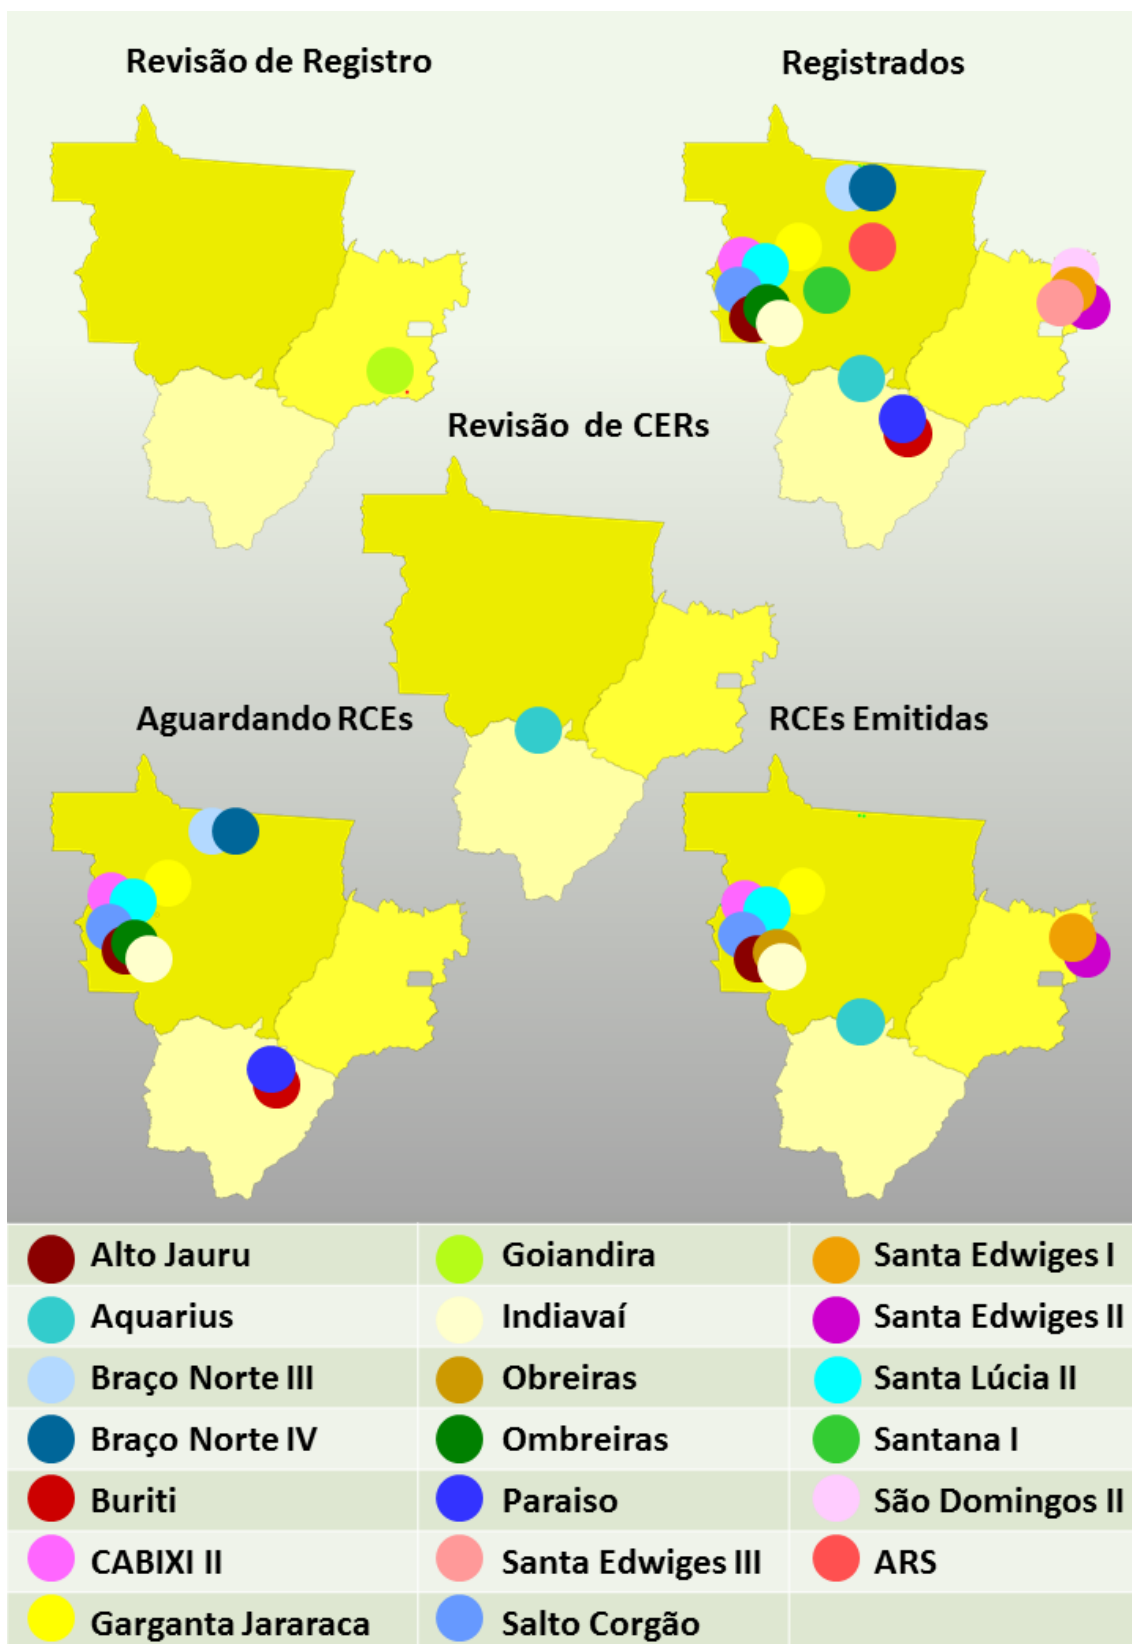 Revisão de Registro
Registrados
Revisão de CERs
Aguardando RCEs
RCEs Emitidas
Alto Jauru
Goiandira
Santa Edwiges I
Aquarius
Indiavaí
Santa Edwiges II
Braço Norte III
Obreiras
Santa Lúcia II
Braço Norte IV
Ombreiras
Santana I
Buriti
Paraiso
São Domingos II
CABIXI II
Santa Edwiges III
ARS
Garganta Jararaca
Salto Corgão